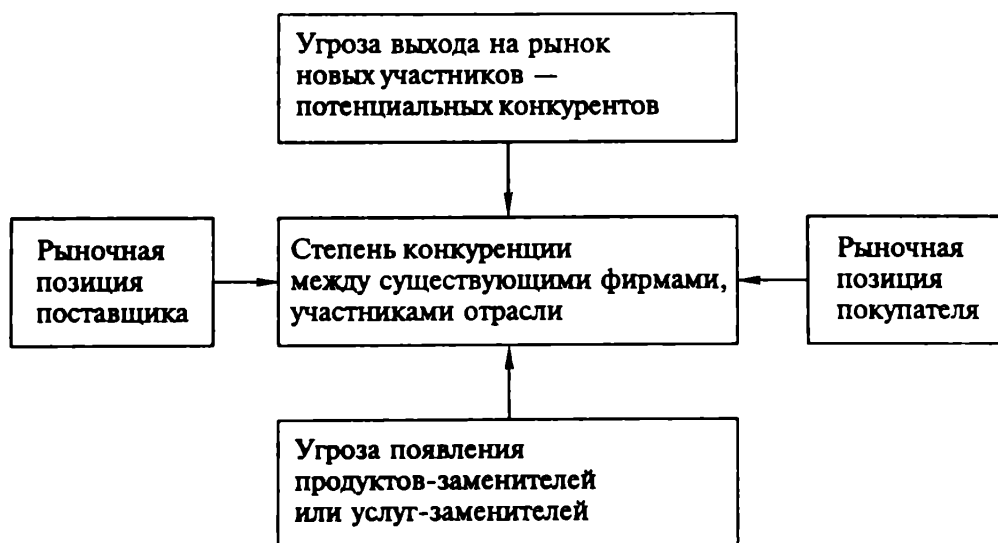 Угроза выхода на рынок
новых участников —
потенциальных конкурентов
Рыночная
позиция
поставщика
Степень конкуренции
между существующими фирмами,
участниками отрасли
Рыночная
позиция
покупателя
Угроза появления
продуктов-заменителей
или услуг-заменителей